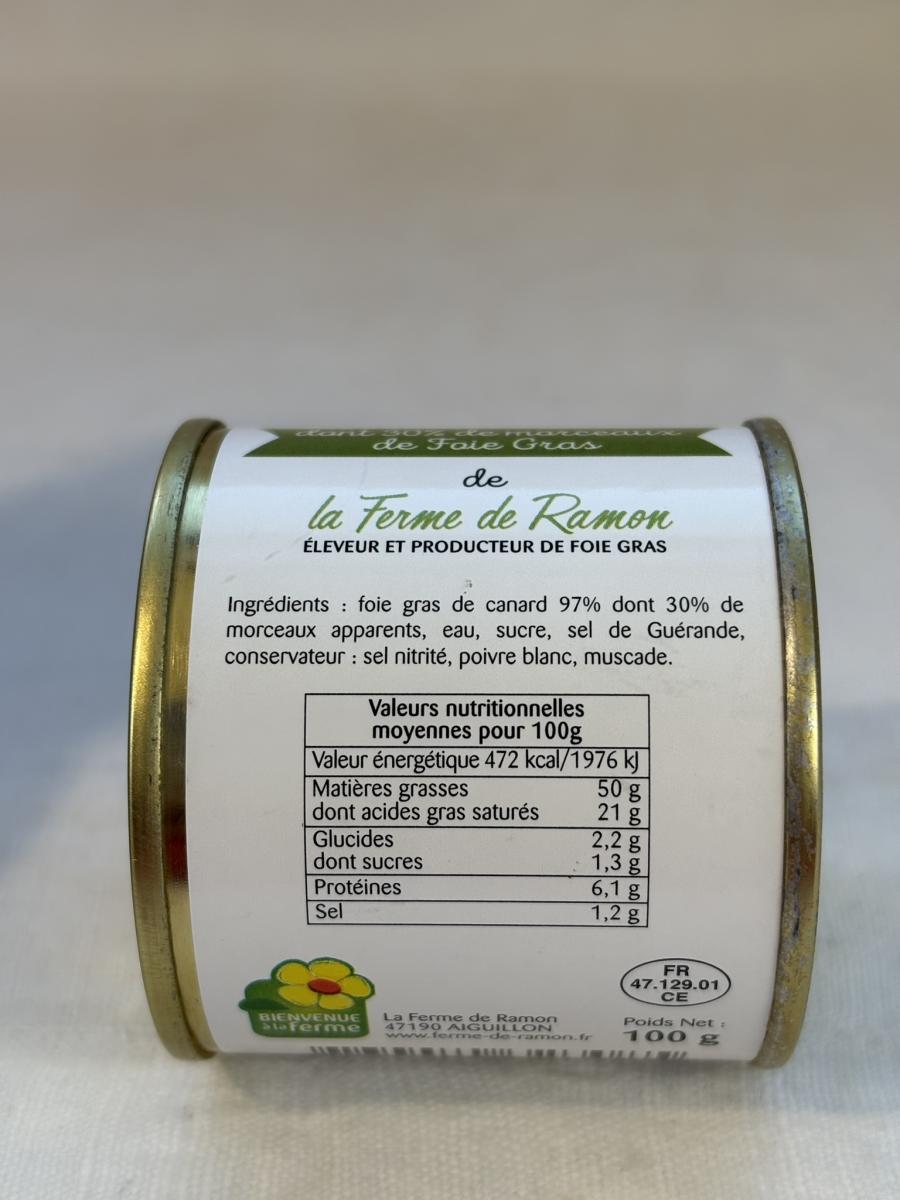 dont 30% de morceaux
de Foie Gras
de
la Ferme de Ramon
ÉLEVEUR ET PRODUCTEUR DE FOIE GRAS
Ingrédients : foie gras de canard 97% dont 30% de
morceaux apparents, eau, sucre, sel de Guérande,
conservateur : sel nitrité, poivre blanc, muscade.
Valeurs nutritionnelles
moyennes pour 100g
Valeur énergétique 472 kcal/1976 kJ
Matières grasses 50 g
dont acides gras saturés 21 g
Glucides 2,2 g
dont sucres 1,3 g
Protéines 6,1 g
Sel 1,2 g
FR
47.129.01
CE
BIENVENUE
à la ferme
La Ferme de Ramon
47190 AIGUILLON
www.ferme-de-ramon.fr
Poids Net :
100 g